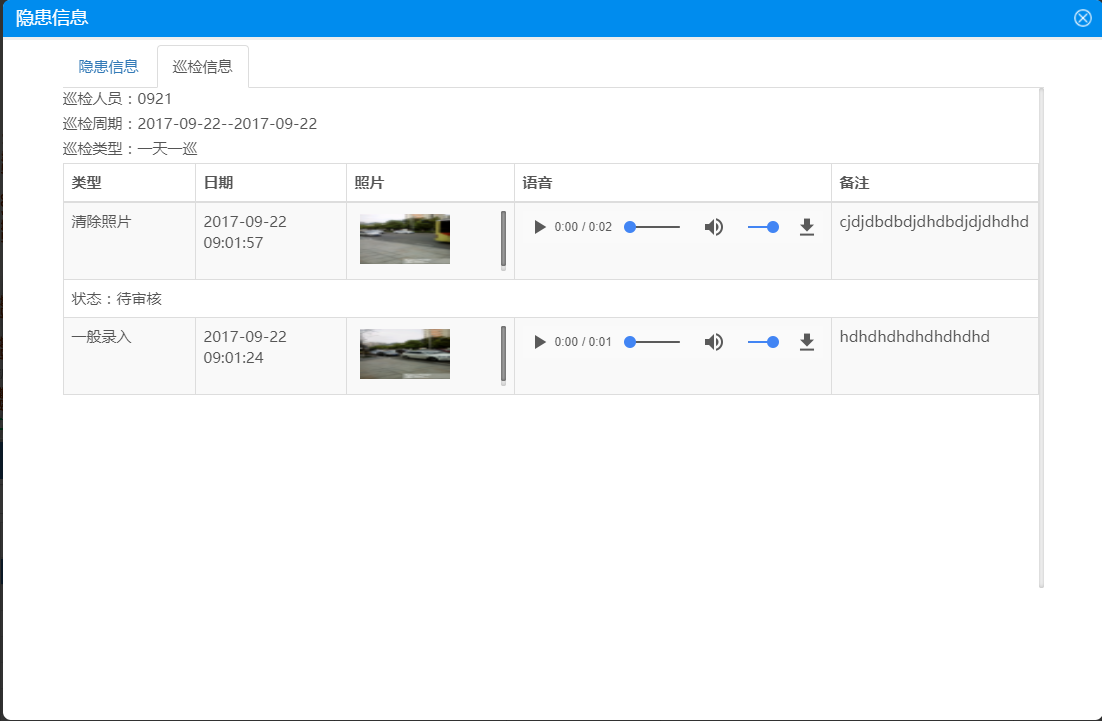 隐患信息
隐患信息 巡检信息
巡检人员：0921
巡检周期：2017-09-22--2017-09-22
巡检类型：一天一巡
类型 日期 照片 语音 备注
清除照片 2017-09-22 0:00 / 0:02 cjdjdbdbdjdhdbdjdjdhdhd
09:01:57
状态：待审核
一般录入 2017-09-22 0:00 / 0:01 hdhdhdhdhdhdhdhd
09:01:24